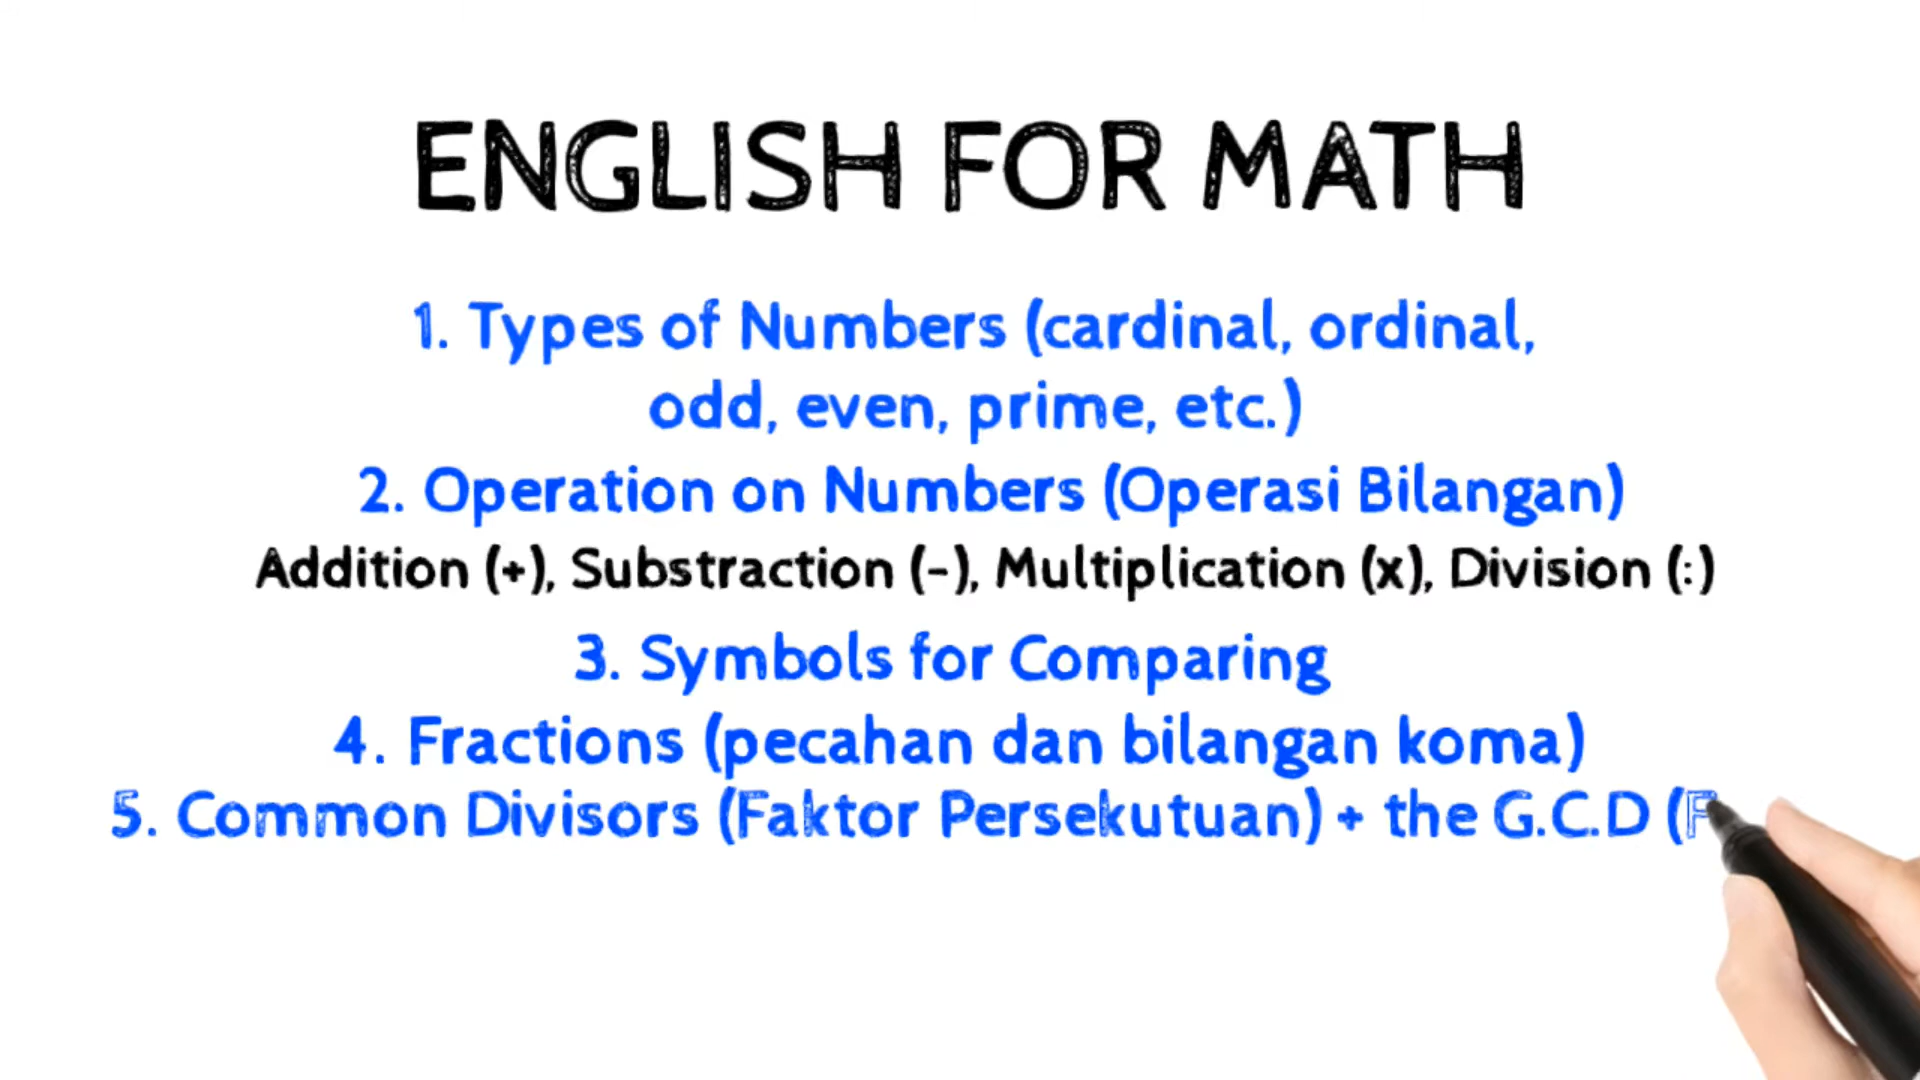 ENGLISH FOR MATH
1. Types of Numbers (cardinal, ordinal,
odd, even, prime, etc.)
2. Operation on Numbers (Operasi Bilangan)
Addition (+), Substraction (-), Multiplication (x), Division (:)
3. Symbols for Comparing
4. Fractions (pecahan dan bilangan koma)
5. Common Divisors (Faktor Persekutuan) + the G.C.D (F